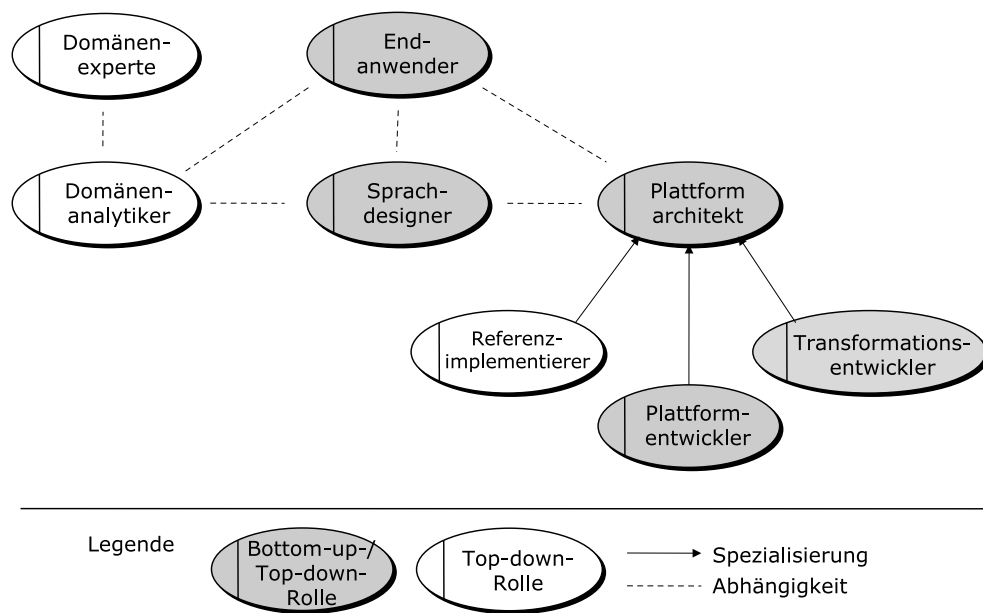 Domänen-
experte
End-
anwender
Domänen-
analytiker
Sprach-
designer
Plattform
architekt
Referenz-
implementierer
Transformations-
entwickler
Plattform-
entwickler
Legende
Bottom-up-/
Top-down-
Rolle
Top-down-
Rolle
Spezialisierung
Abhängigkeit